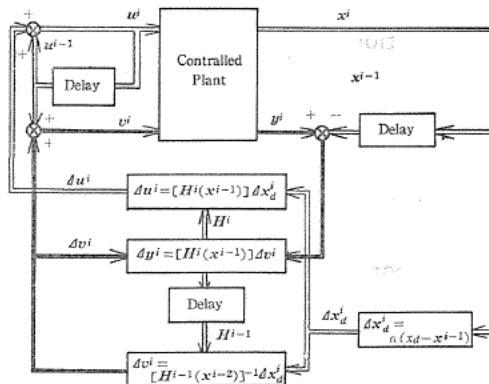 +
u^i
x^i
+
u^{i-1}
+
Delay
Controlled
Plant
x^{i-1}
+
+
v^i
y^i
+
−
Delay
Δu^i
Δu^i=[H^i(x^{i-1})]Δx_d^i
H^i
Δv^i
Δy^i=[H^i(x^{i-1})]Δv^i
Delay
H^{i-1}
Δx_d^i
Δx_d^i=
α(x_d−x^{i-1})
Δv^i=
[H^{i-1}(x^{i-2})]^{-1}Δx_d^i